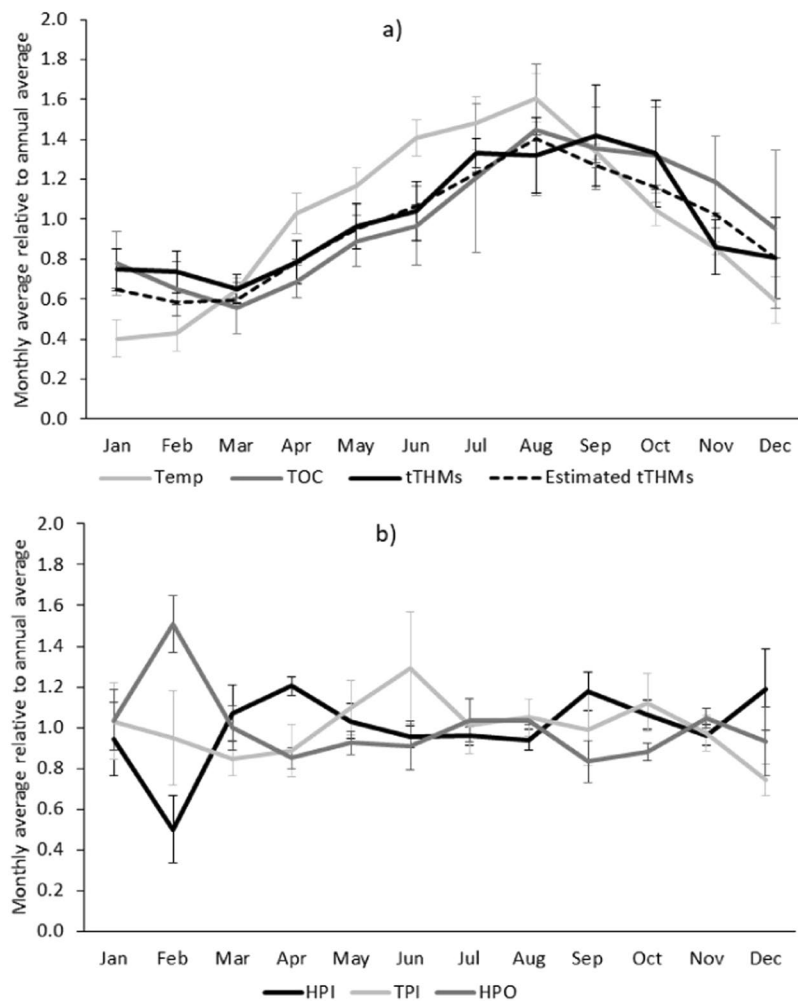 a)
Monthly average relative to annual average
2.0
1.8
1.6
1.4
1.2
1.0
0.8
0.6
0.4
0.2
0.0
Jan Feb Mar Apr May Jun Jul Aug Sep Oct Nov Dec
Temp TOC tTHMs Estimated tTHMs
b)
Monthly average relative to annual average
2.0
1.8
1.6
1.4
1.2
1.0
0.8
0.6
0.4
0.2
0.0
Jan Feb Mar Apr May Jun Jul Aug Sep Oct Nov Dec
HPI TPI HPO